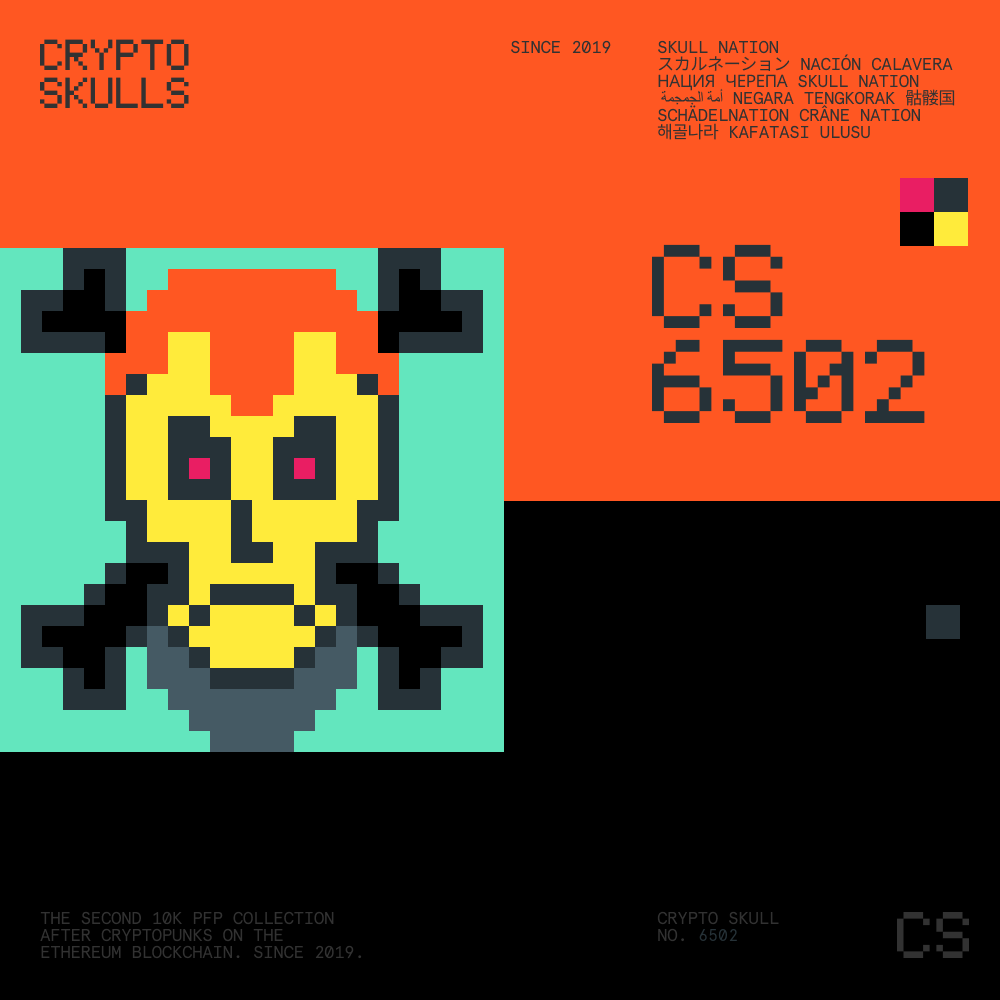 CRYPTO
SKULLS
SINCE 2019
SKULL NATION
スカルネーション NACIÓN CALAVERA
НАЦИЯ ЧЕРЕПА SKULL NATION
أمة الجمجمة NEGARA TENGKORAK 骷髅国
SCHÄDELNATION CRÂNE NATION
해골나라 KAFATASI ULUSU
CS
6502
THE SECOND 10K PFP COLLECTION
AFTER CRYPTOPUNKS ON THE
ETHEREUM BLOCKCHAIN. SINCE 2019.
CRYPTO SKULL
NO. 6502
CS